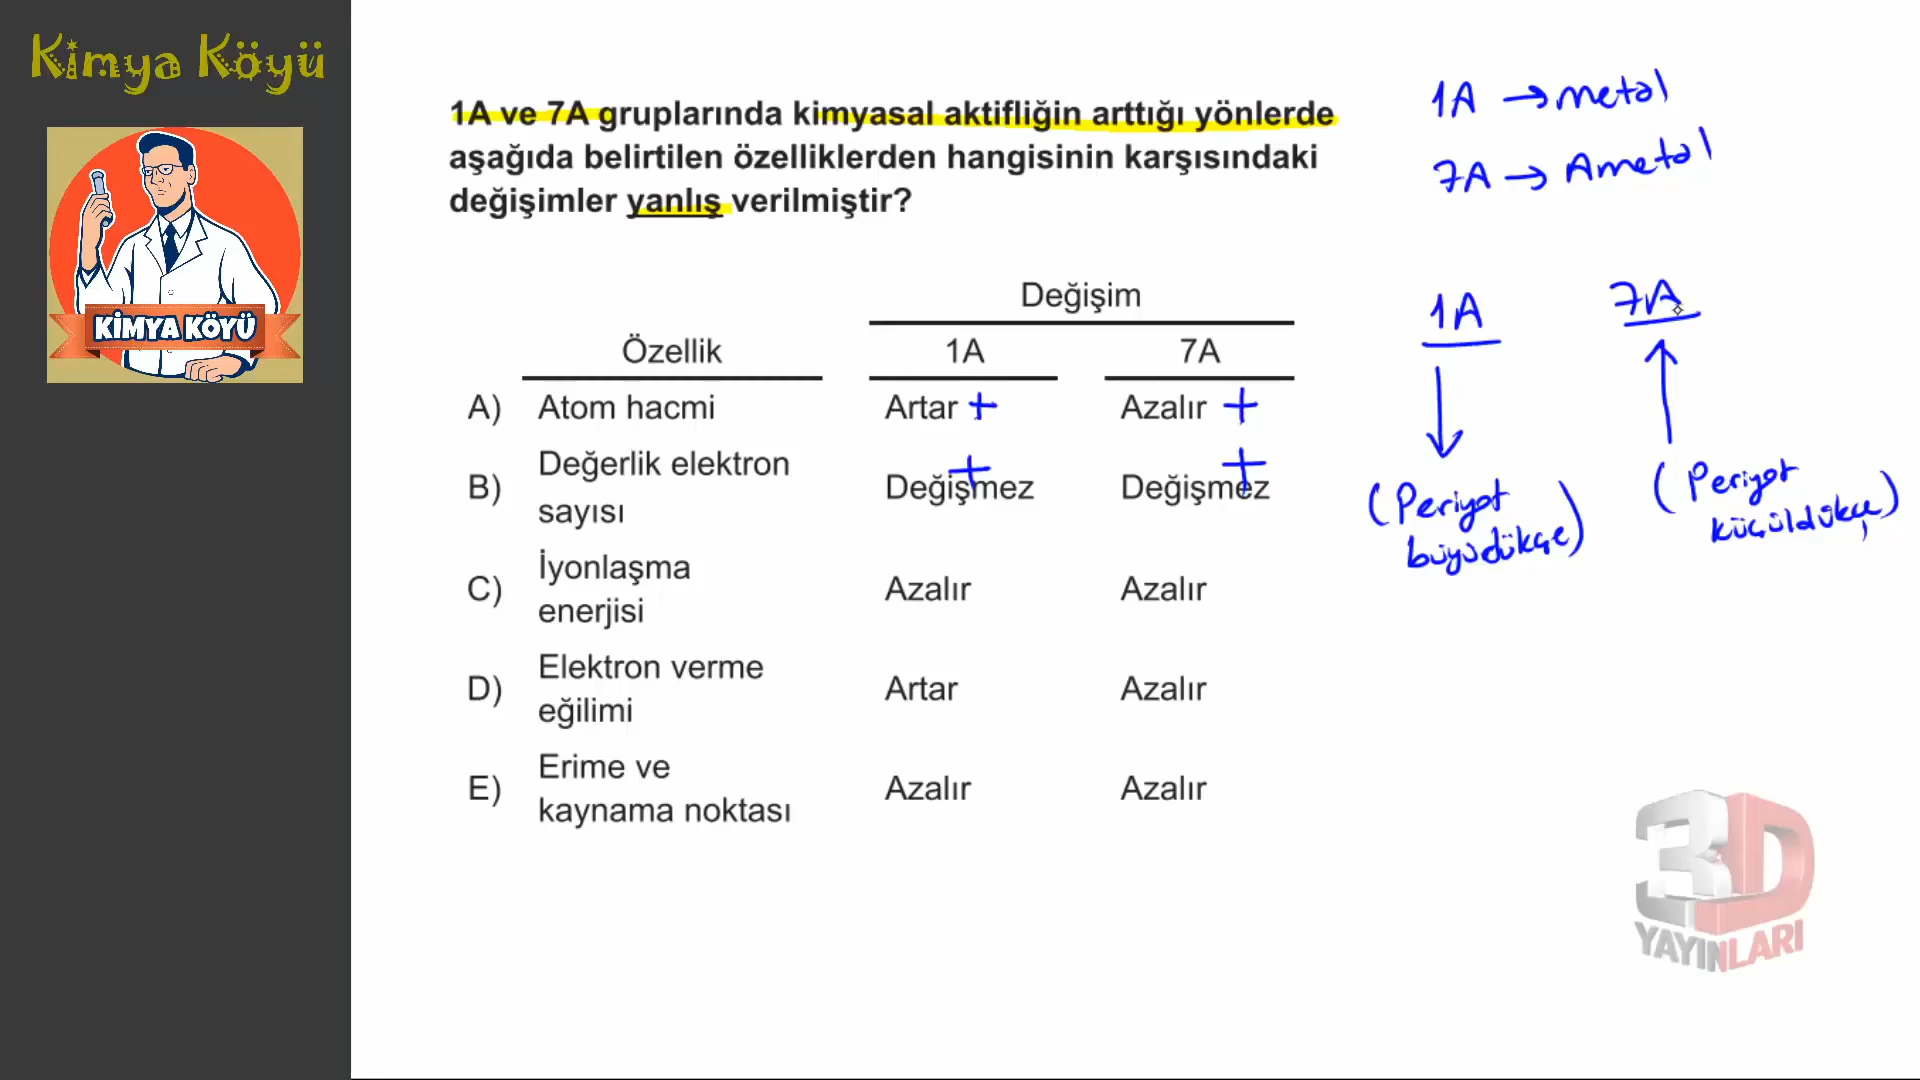 Kimya Köyü
KİMYA KÖYÜ
1A ve 7A gruplarında kimyasal aktifliğin arttığı yönlerde
aşağıda belirtilen özelliklerden hangisinin karşısındaki
değişimler yanlış verilmiştir?
Değişim
Özellik 1A 7A
A) Atom hacmi Artar + Azalır +
B) Değerlik elektron sayısı Değişmez + Değişmez +
C) İyonlaşma enerjisi Azalır Azalır
D) Elektron verme eğilimi Artar Azalır
E) Erime ve kaynama noktası Azalır Azalır
1A → metal
7A → Ametal
1A 7A
(Periyot
büyüdükçe)
(Periyot
küçüldükçe)
3D
YAYINLARI